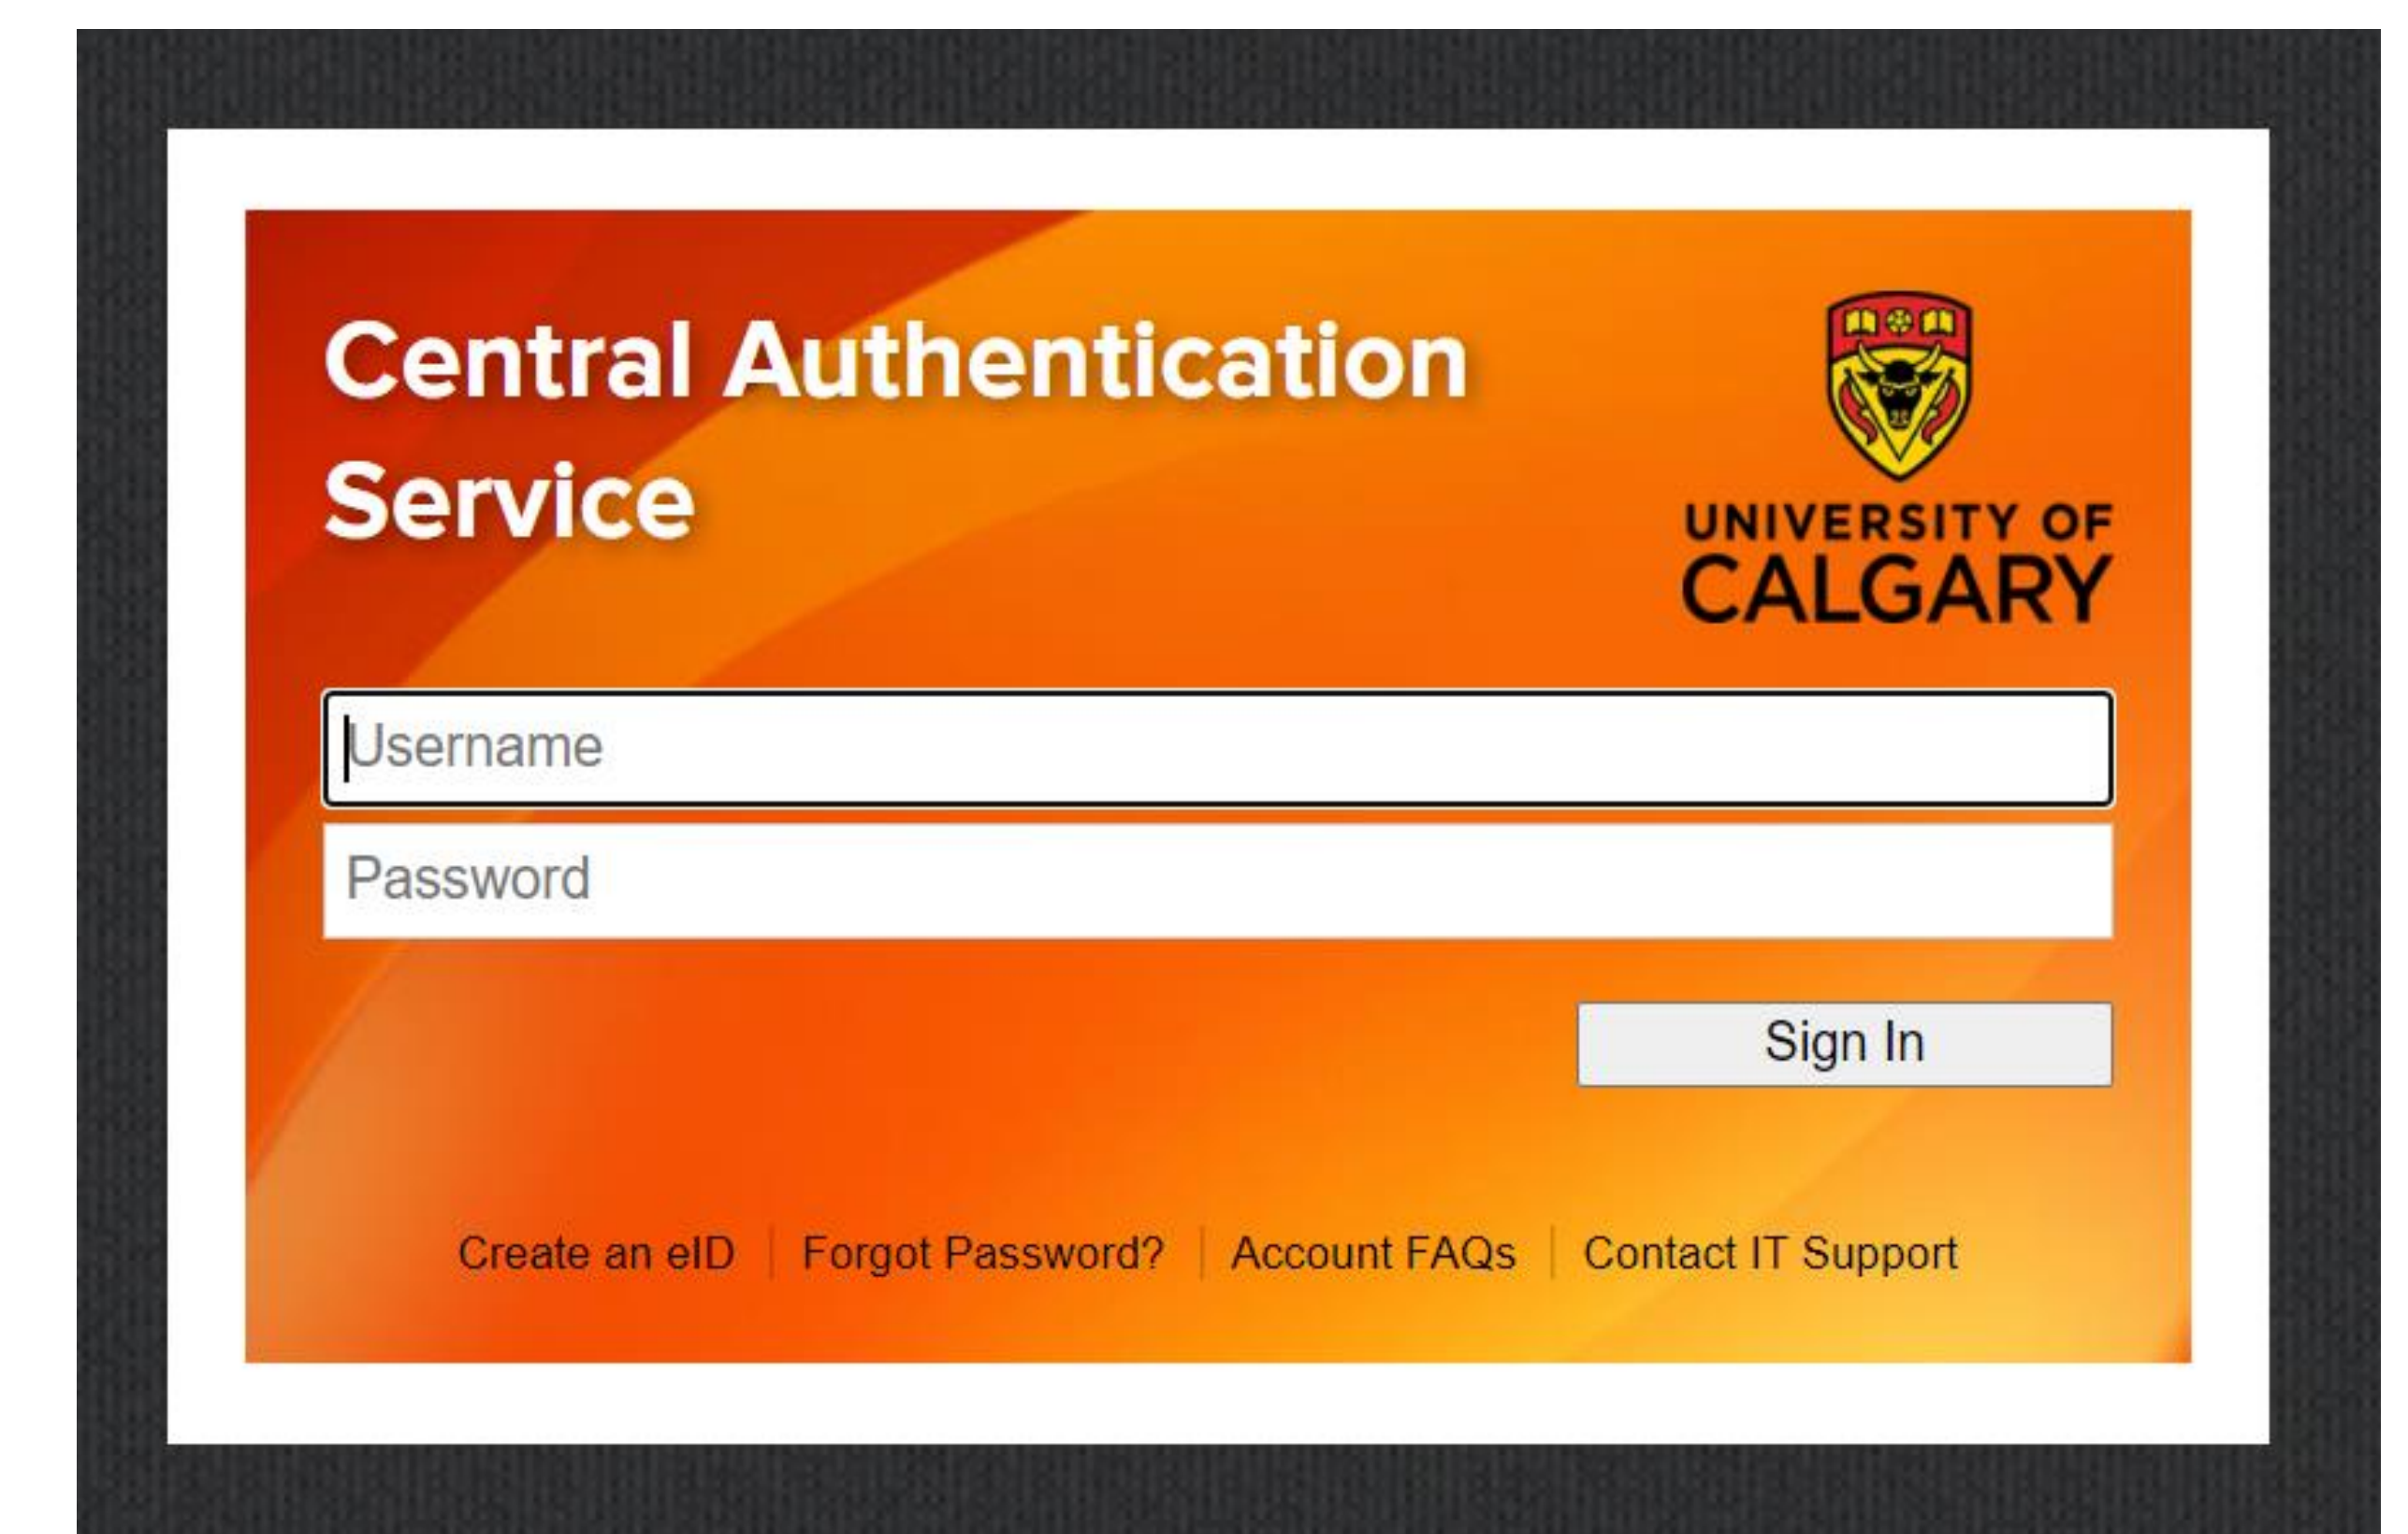 Central Authentication
Service
UNIVERSITY OF
CALGARY
Username
Password
Sign In
Create an eID
Forgot Password?
Account FAQs
Contact IT Support